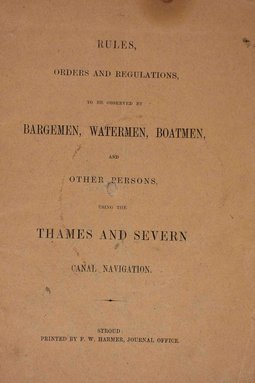 RULES,
ORDERS AND REGULATIONS,
TO BE OBSERVED BY
BARGEMEN, WATERMEN, BOATMEN,
AND
OTHER PERSONS,
USING THE
THAMES AND SEVERN
CANAL NAVIGATION.
STROUD:
PRINTED BY F. W. HARMER, JOURNAL OFFICE.